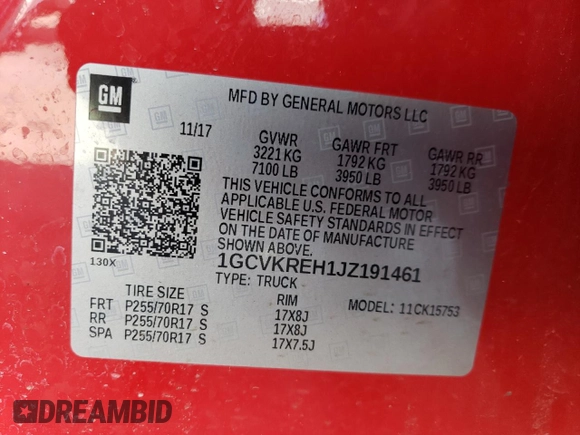 GM
MFD BY GENERAL MOTORS LLC
11/17
GVWR GAWR FRT GAWR RR
3221 KG 1792 KG 1792 KG
7100 LB 3950 LB 3950 LB
THIS VEHICLE CONFORMS TO ALL
APPLICABLE U.S. FEDERAL MOTOR
VEHICLE SAFETY STANDARDS IN EFFECT
ON THE DATE OF MANUFACTURE
SHOWN ABOVE.
130X
1GCVKREH1JZ191461
TYPE: TRUCK
MODEL: 11CK15753
TIRE SIZE RIM
FRT P255/70R17 S 17X8J
RR P255/70R17 S 17X8J
SPA P255/70R17 S 17X7.5J
DREAMBID